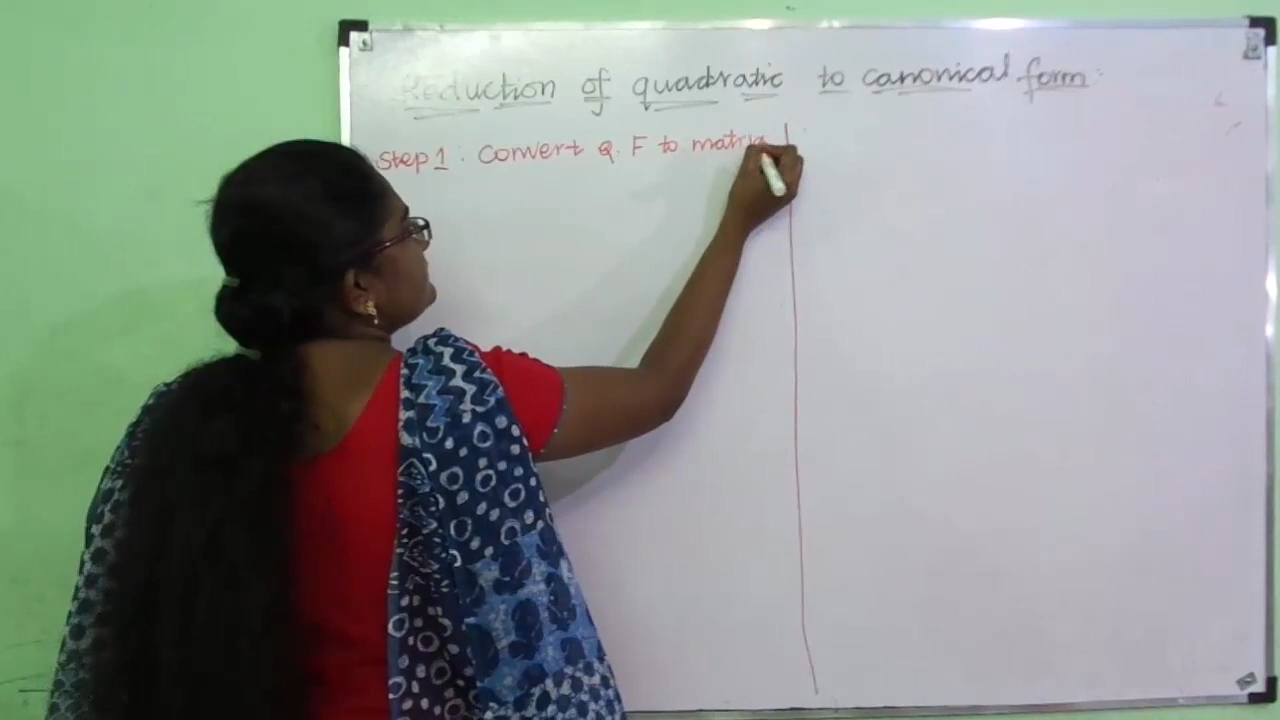 Reduction of quadratic to canonical form:
Step 1: Convert Q. F to matrix